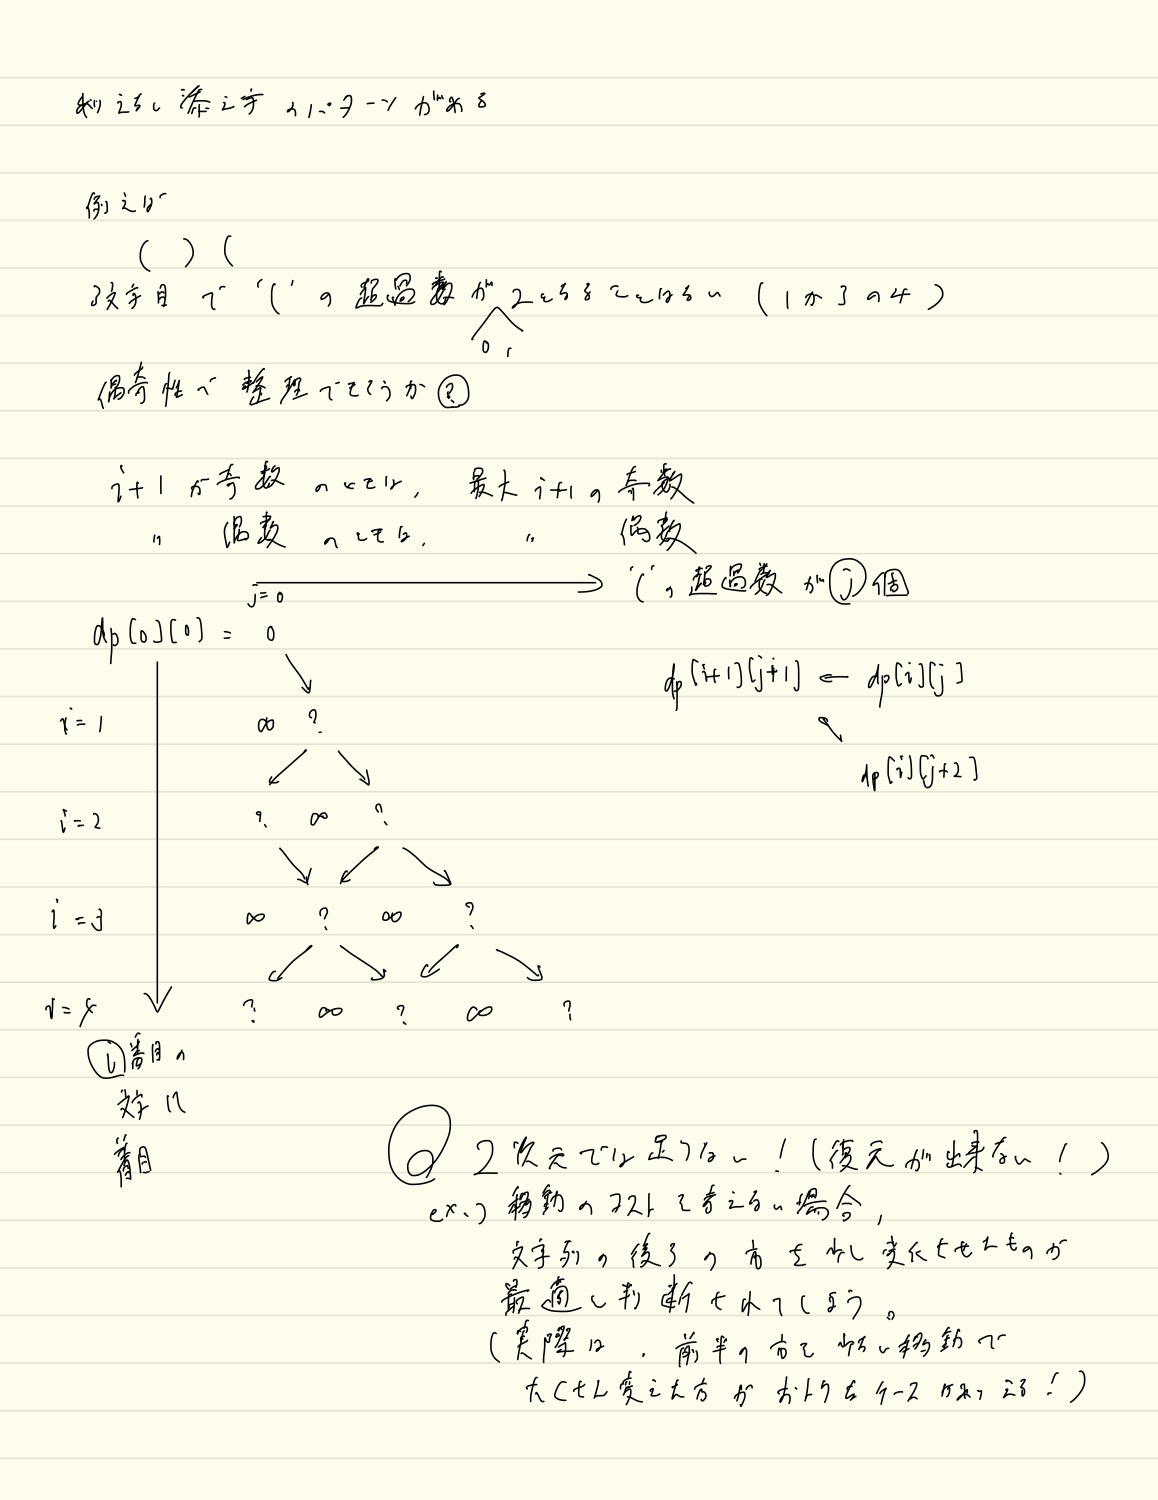 あり得ない添え字のパターンがある
例えば
( ) (
3文字目で '(' の超過数が2となることはない (1か3のみ)
0,
偶奇性で整理できそうか?
i+1が奇数のときは, 最大i+1の奇数
〃 偶数のときは, 〃 偶数
j=0 '('の超過数がj個
dp[0][0] = 0
dp[i+1][j+1] ← dp[i][j]
i=1 ∞ ?
dp[i][j+2]
i=2 ? ∞ ?
i=3 ∞ ? ∞ ?
i=4 ? ∞ ? ∞ ?
i番目の
文字に
着目
Q 2次元では足りない!(復元が出来ない!)
ex.) 移動のコストを考えない場合,
文字列の後ろの方を少し変化させたものが
最適と判断されてしまう。
(実際は、前半の方を少ない移動で
たくさん変えた方がおトクなケースがありえる!)